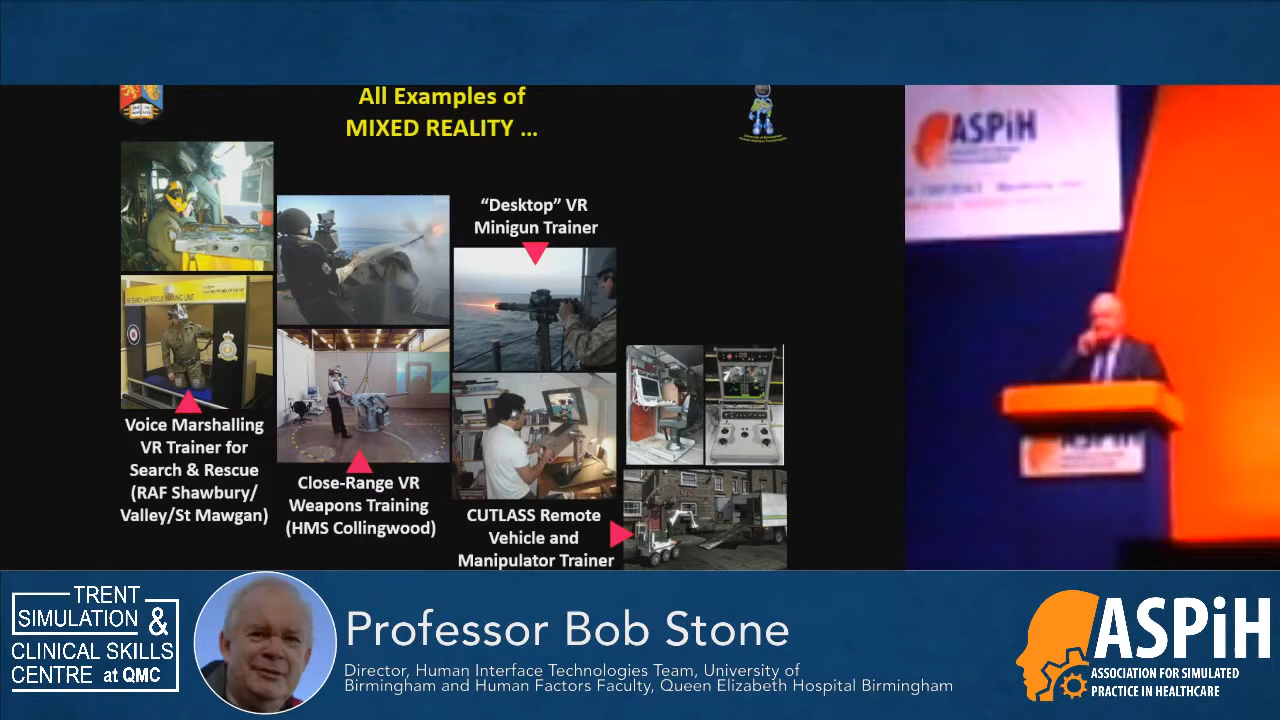 All Examples of
MIXED REALITY ...
"Desktop" VR
Minigun Trainer
Voice Marshalling
VR Trainer for
Search & Rescue
(RAF Shawbury/
Valley/St Mawgan)
Close-Range VR
Weapons Training
(HMS Collingwood)
CUTLASS Remote
Vehicle and
Manipulator Trainer
ASPiH
ASPiH
TRENT
SIMULATION &
CLINICAL SKILLS
CENTRE at QMC
Professor Bob Stone
Director, Human Interface Technologies Team, University of
Birmingham and Human Factors Faculty, Queen Elizabeth Hospital Birmingham
ASPiH
ASSOCIATION FOR SIMULATED
PRACTICE IN HEALTHCARE